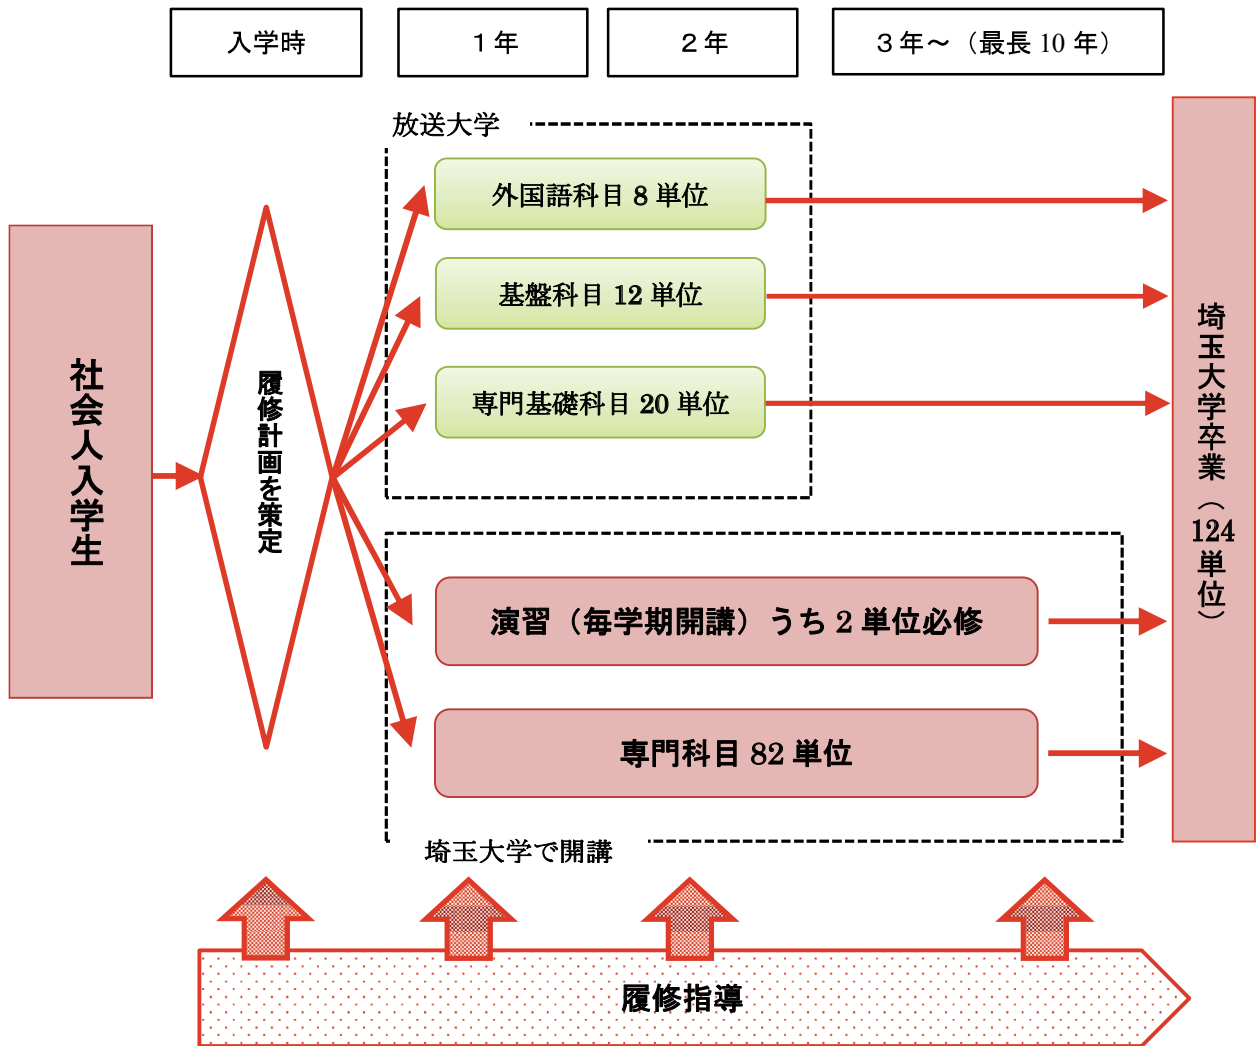 入学時
１年
２年
３年～（最長 10 年）
放送大学
外国語科目 8 単位
基盤科目 12 単位
専門基礎科目 20 単位
社会人入学生
履修計画を策定
演習（毎学期開講）うち 2 単位必修
専門科目 82 単位
埼玉大学で開講
埼玉大学卒業（124単位）
履修指導